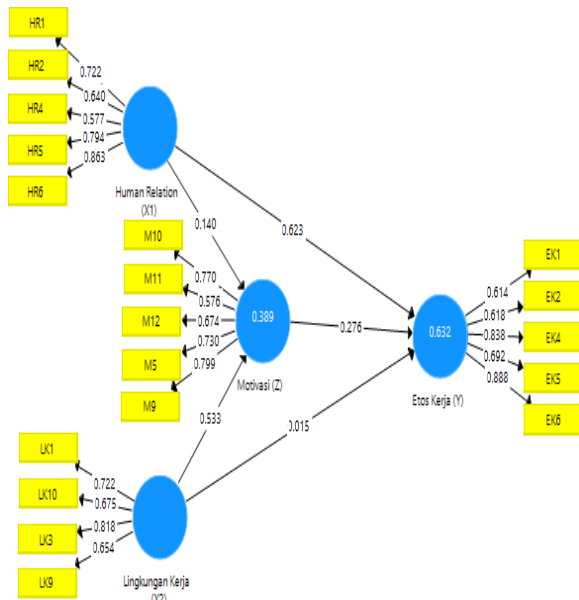 HR1
HR2
HR4
HR5
HR6
0.722
0.640
0.577
0.794
0.863
Human Relation
(X1)
0.140
0.623
M10
M11
M12
M5
M9
0.770
0.576
0.674
0.730
0.799
0.389
Motivasi (Z)
0.276
0.533
0.015
EK1
EK2
EK4
EK5
EK6
0.614
0.618
0.838
0.692
0.888
0.632
Etos Kerja (Y)
LK1
LK10
LK3
LK9
0.722
0.675
0.818
0.654
Lingkungan Kerja